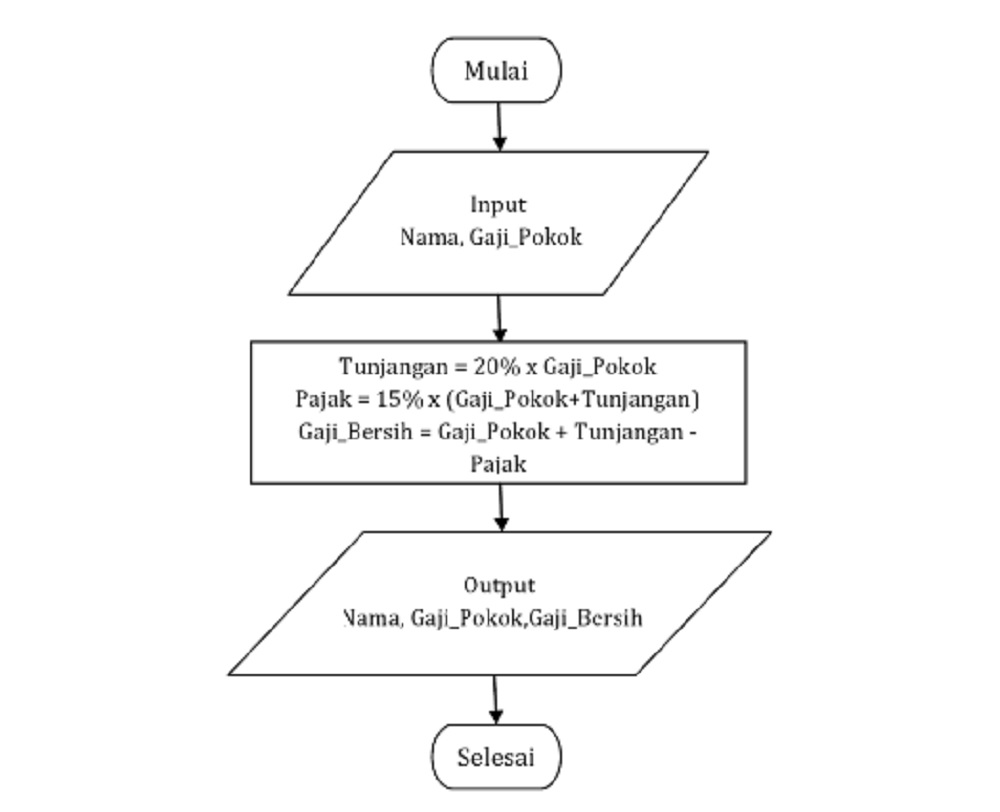 Mulai
Input
Nama, Gaji_Pokok
Tunjangan = 20% x Gaji_Pokok
Pajak = 15% x (Gaji_Pokok+Tunjangan)
Gaji_Bersih = Gaji_Pokok + Tunjangan -
Pajak
Output
Nama, Gaji_Pokok,Gaji_Bersih
Selesai